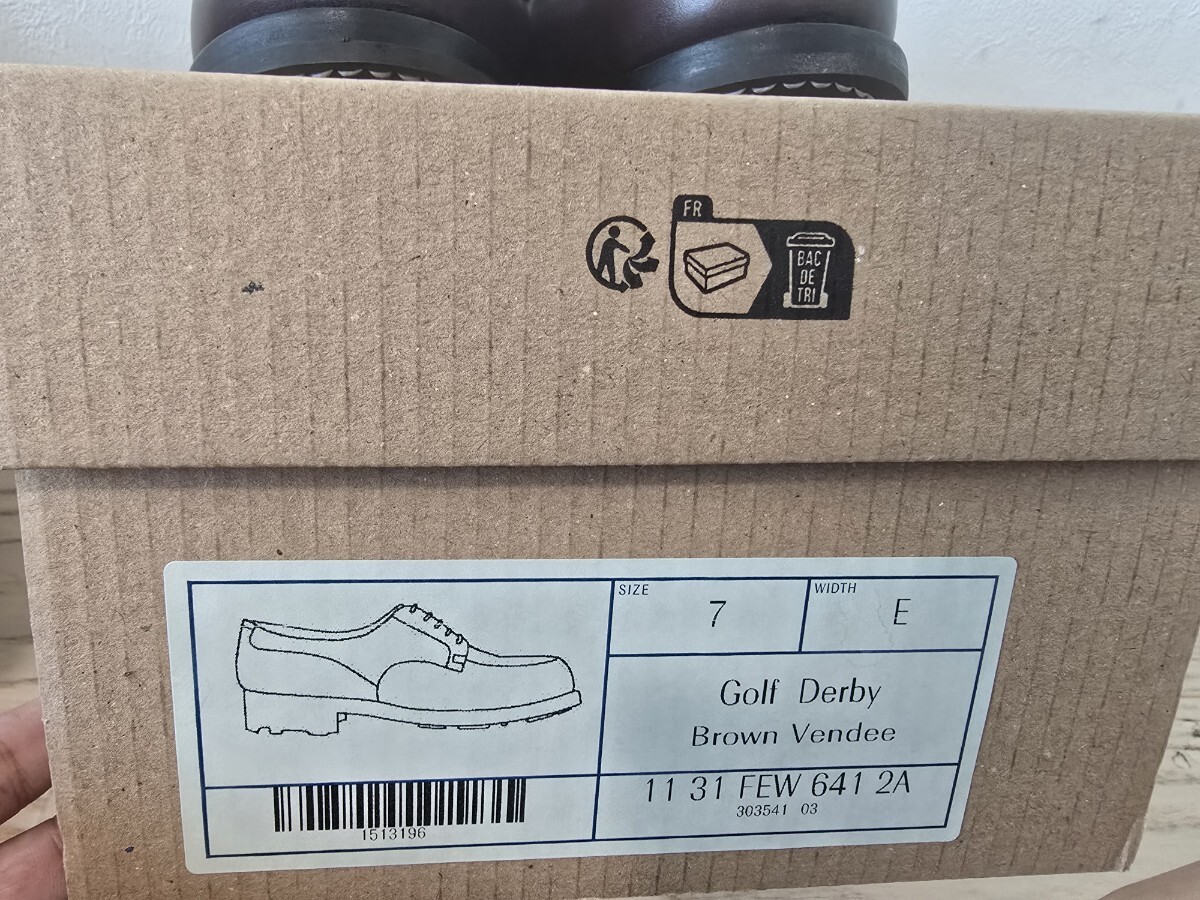 FR
BAC
DE
TRI
SIZE
7
WIDTH
E
Golf Derby
Brown Vendee
11 31 FEW 641 2A
303541 03
1513196